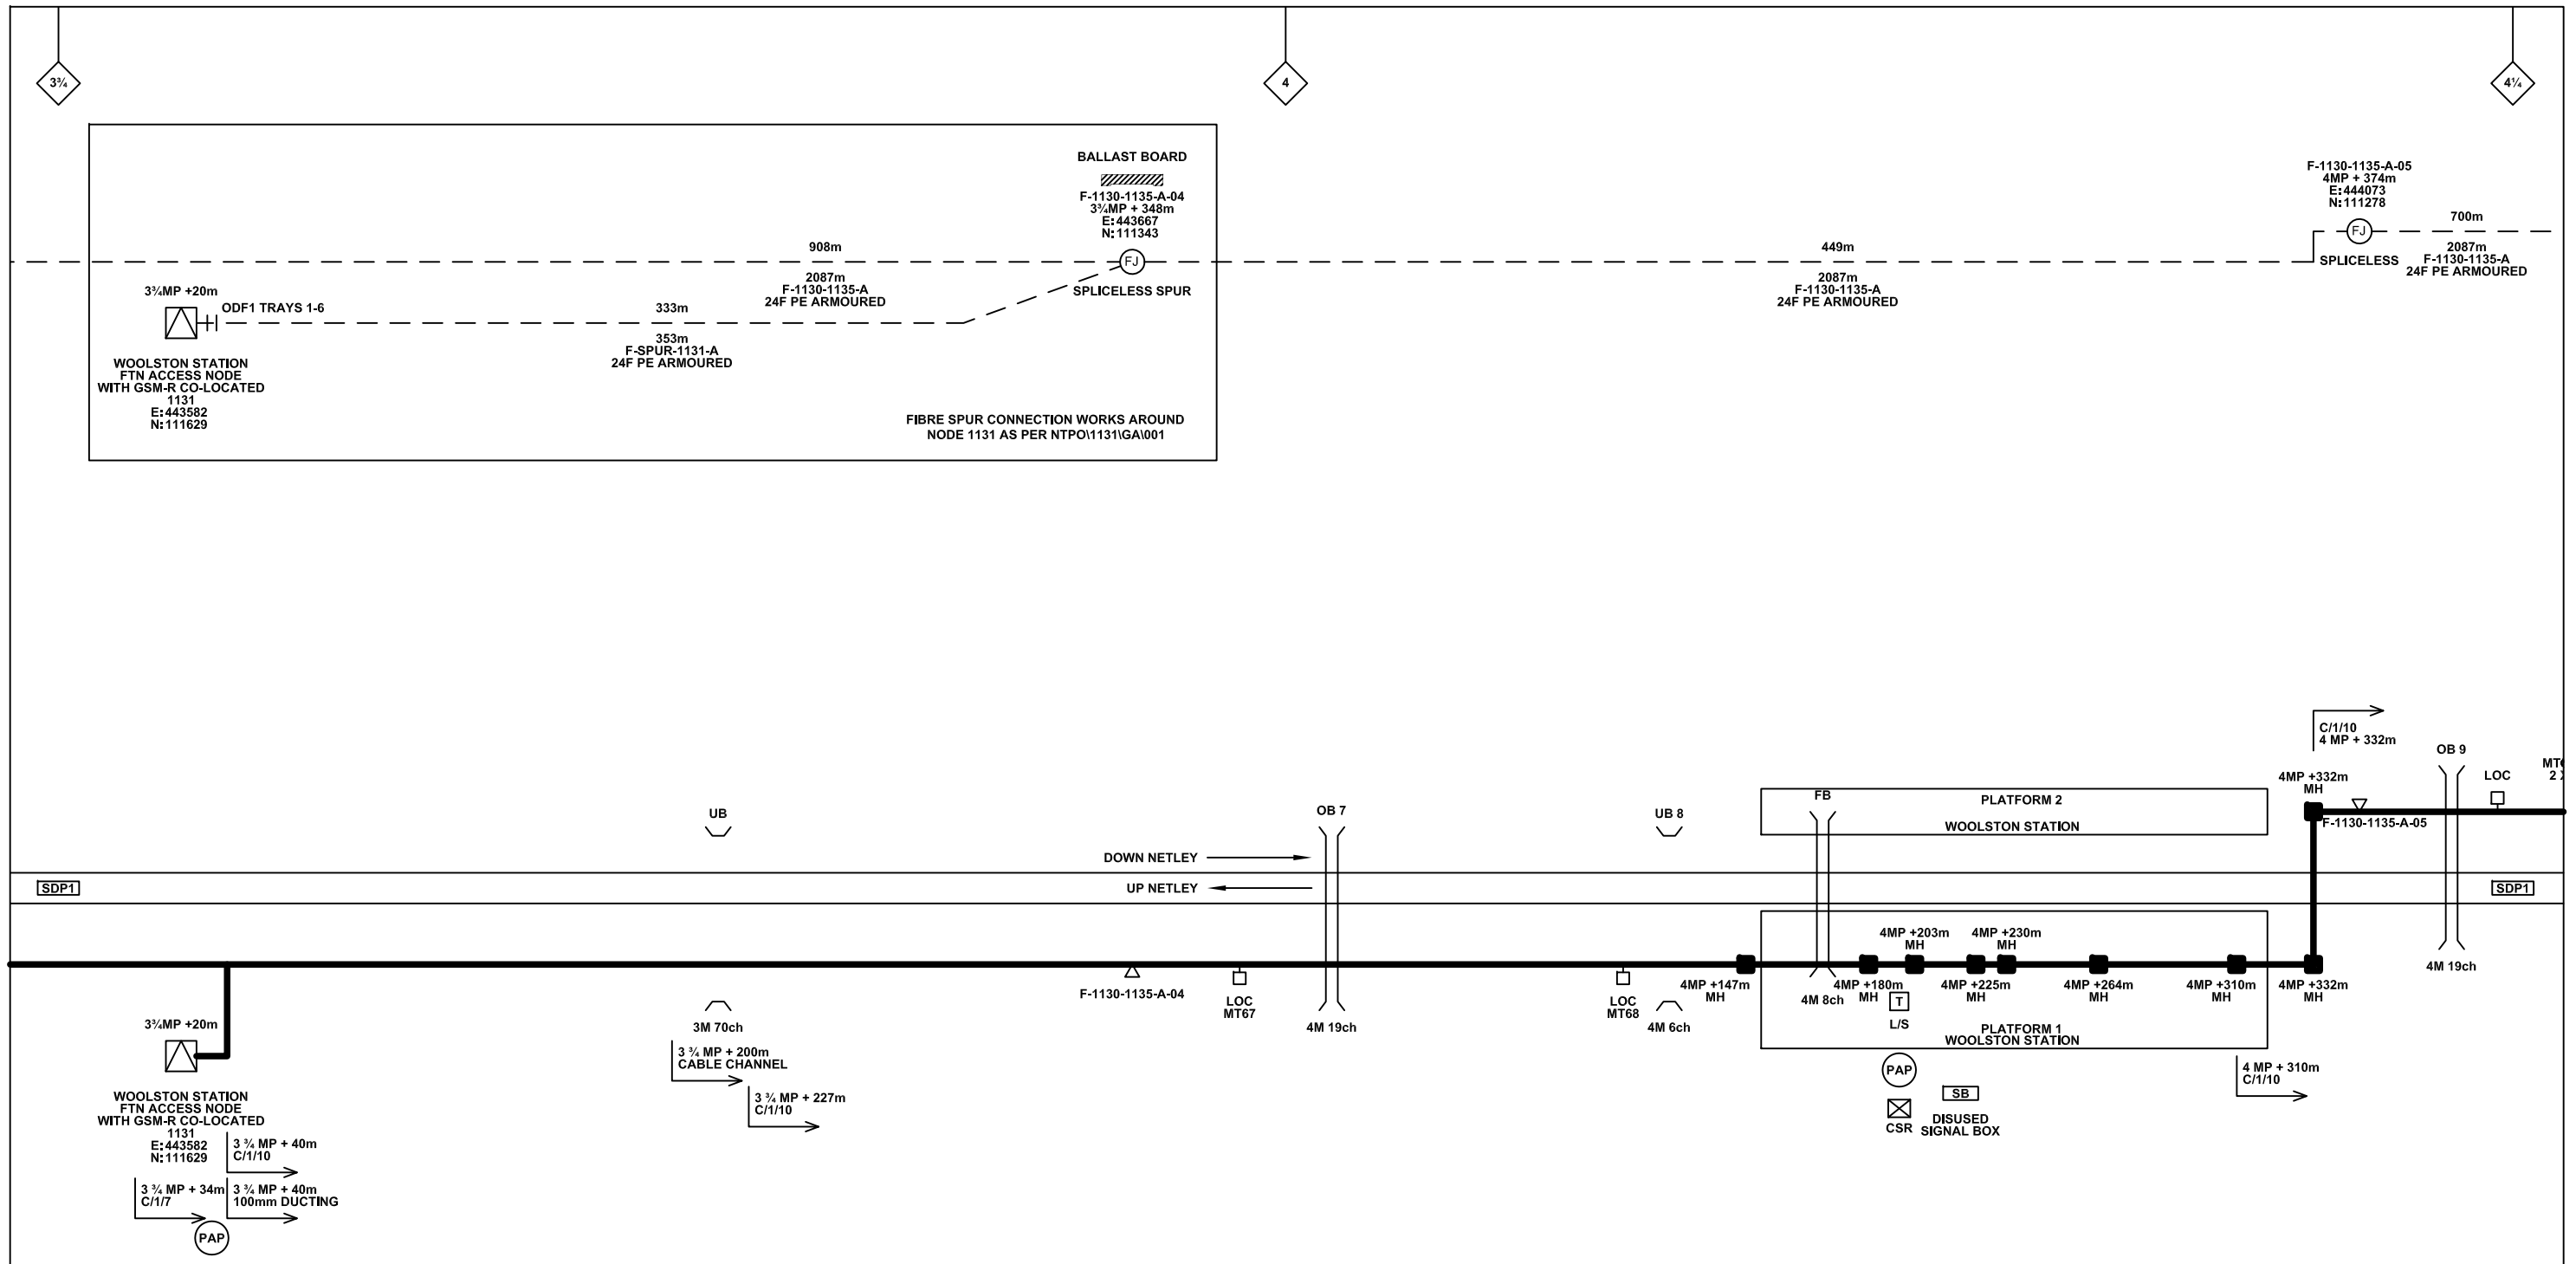 3¾
4
4¼
BALLAST BOARD
F-1130-1135-A-04
3¾MP + 348m
E:443667
N:111343
FJ
SPLICELESS SPUR
908m
2087m
F-1130-1135-A
24F PE ARMOURED
3¾MP +20m
ODF1 TRAYS 1-6
333m
353m
F-SPUR-1131-A
24F PE ARMOURED
WOOLSTON STATION
FTN ACCESS NODE
WITH GSM-R CO-LOCATED
1131
E:443582
N:111629
FIBRE SPUR CONNECTION WORKS AROUND
NODE 1131 AS PER NTPO\1131\GA\001
449m
2087m
F-1130-1135-A
24F PE ARMOURED
F-1130-1135-A-05
4MP + 374m
E:444073
N:111278
FJ
SPLICELESS
700m
2087m
F-1130-1135-A
24F PE ARMOURED
C/1/10
4 MP + 332m
OB 9
LOC
2
4MP +332m
MH
F-1130-1135-A-05
UB
OB 7
UB 8
FB
PLATFORM 2
WOOLSTON STATION
DOWN NETLEY
UP NETLEY
SDP1
SDP1
4MP +203m
MH
4MP +230m
MH
F-1130-1135-A-04
LOC
MT67
4M 19ch
LOC
MT68
4M 6ch
4MP +147m
MH
4M 8ch
4MP +180m
MH
T
L/S
4MP +225m
MH
4MP +264m
MH
4MP +310m
MH
4MP +332m
MH
4M 19ch
PLATFORM 1
WOOLSTON STATION
3¾MP +20m
3M 70ch
3 ¾ MP + 200m
CABLE CHANNEL
3 ¾ MP + 227m
C/1/10
PAP
CSR
SB
DISUSED
SIGNAL BOX
4 MP + 310m
C/1/10
WOOLSTON STATION
FTN ACCESS NODE
WITH GSM-R CO-LOCATED
1131
E:443582
N:111629
3 ¾ MP + 40m
C/1/10
3 ¾ MP + 34m
C/1/7
3 ¾ MP + 40m
100mm DUCTING
PAP